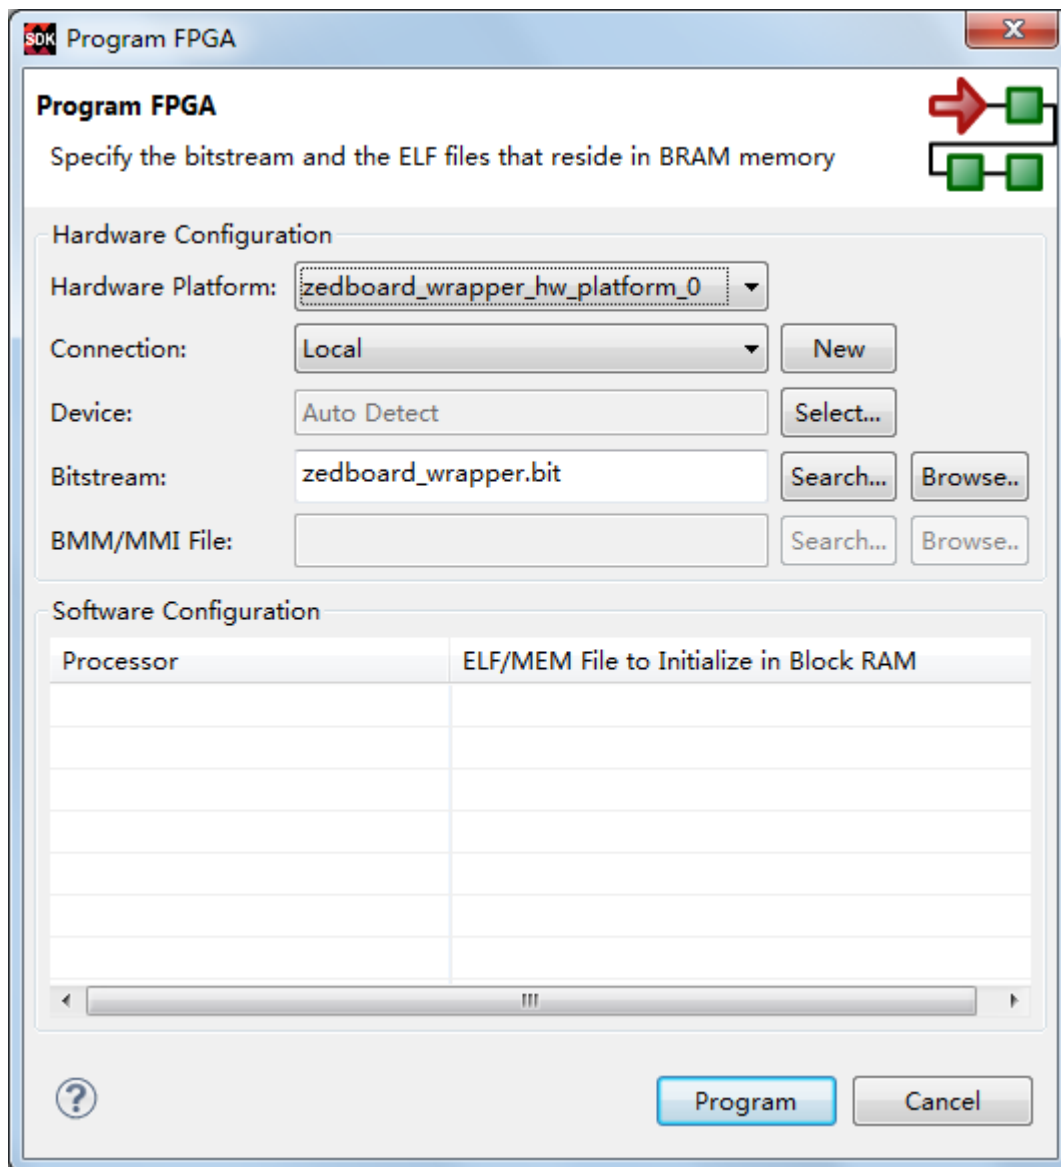 SDK Program FPGA
Program FPGA
Specify the bitstream and the ELF files that reside in BRAM memory
Hardware Configuration
Hardware Platform: zedboard_wrapper_hw_platform_0
Connection: Local New
Device: Auto Detect Select...
Bitstream: zedboard_wrapper.bit Search... Browse..
BMM/MMI File: Search... Browse..
Software Configuration
Processor ELF/MEM File to Initialize in Block RAM
Program Cancel